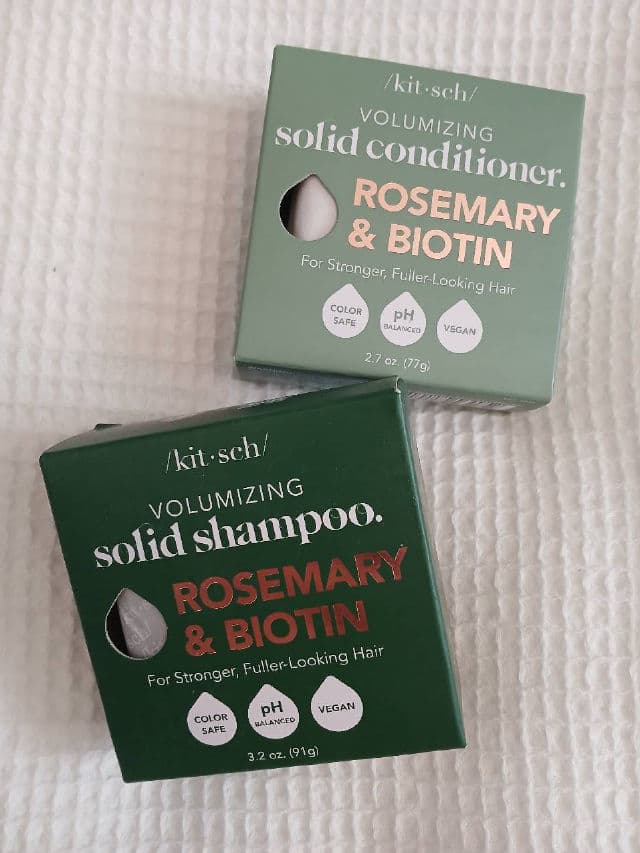 /kit·sch/
VOLUMIZING
solid conditioner.
ROSEMARY
& BIOTIN
For Stronger, Fuller-Looking Hair
COLOR
SAFE
pH
BALANCED
VEGAN
2.7 oz. (77g)
/kit·sch/
VOLUMIZING
solid shampoo.
ROSEMARY
& BIOTIN
For Stronger, Fuller-Looking Hair
COLOR
SAFE
pH
BALANCED
VEGAN
3.2 oz. (91g)